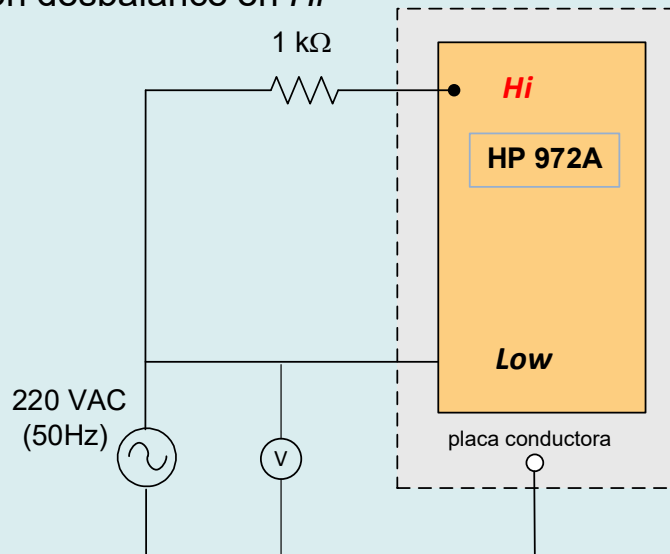 desbalance en Hi
1 kΩ
Hi
HP 972A
Low
220 VAC
(50Hz)
V
placa conductora